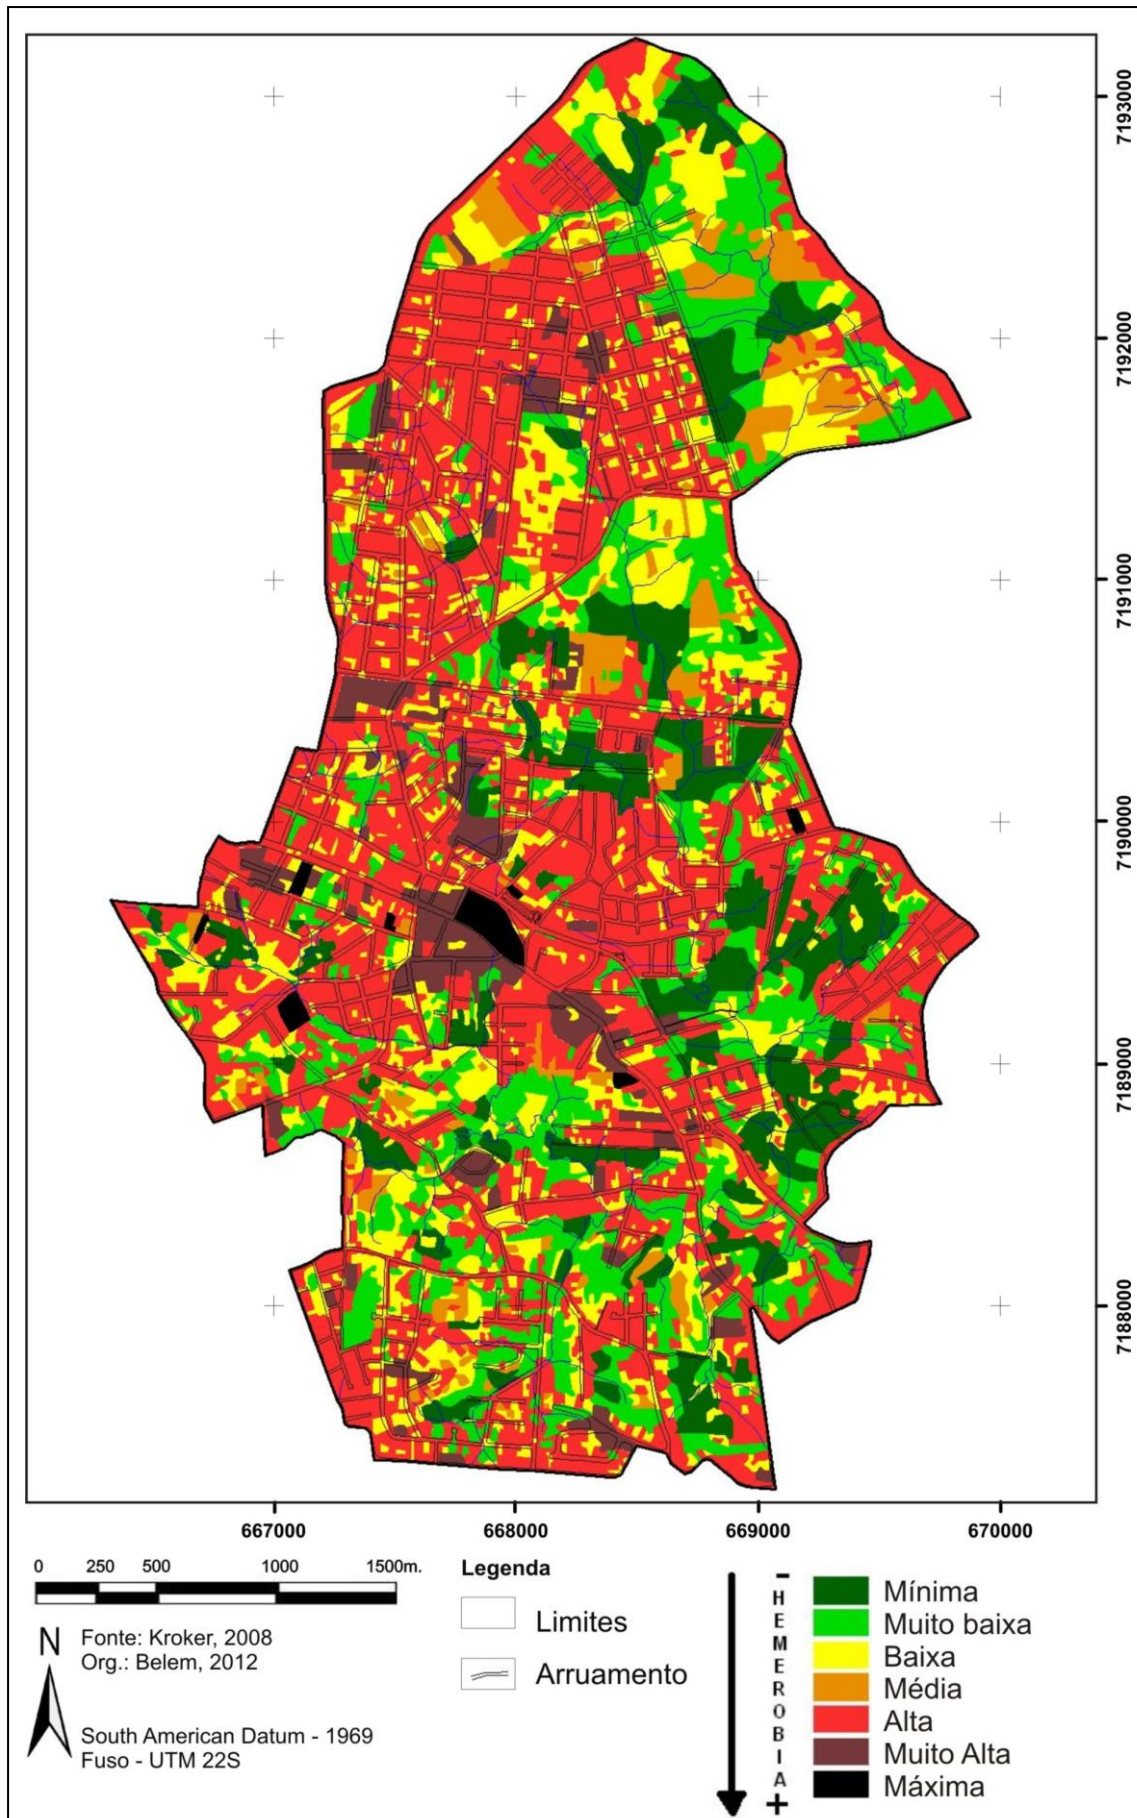 7193000
7192000
7191000
7190000
7189000
7188000
667000 668000 669000 670000
0 250 500 1000 1500m.
N
Fonte: Kroker, 2008
Org.: Belem, 2012
South American Datum - 1969
Fuso - UTM 22S
Legenda
Limites
Arruamento
-
HEMEROBIA
+
Mínima
Muito baixa
Baixa
Média
Alta
Muito Alta
Máxima